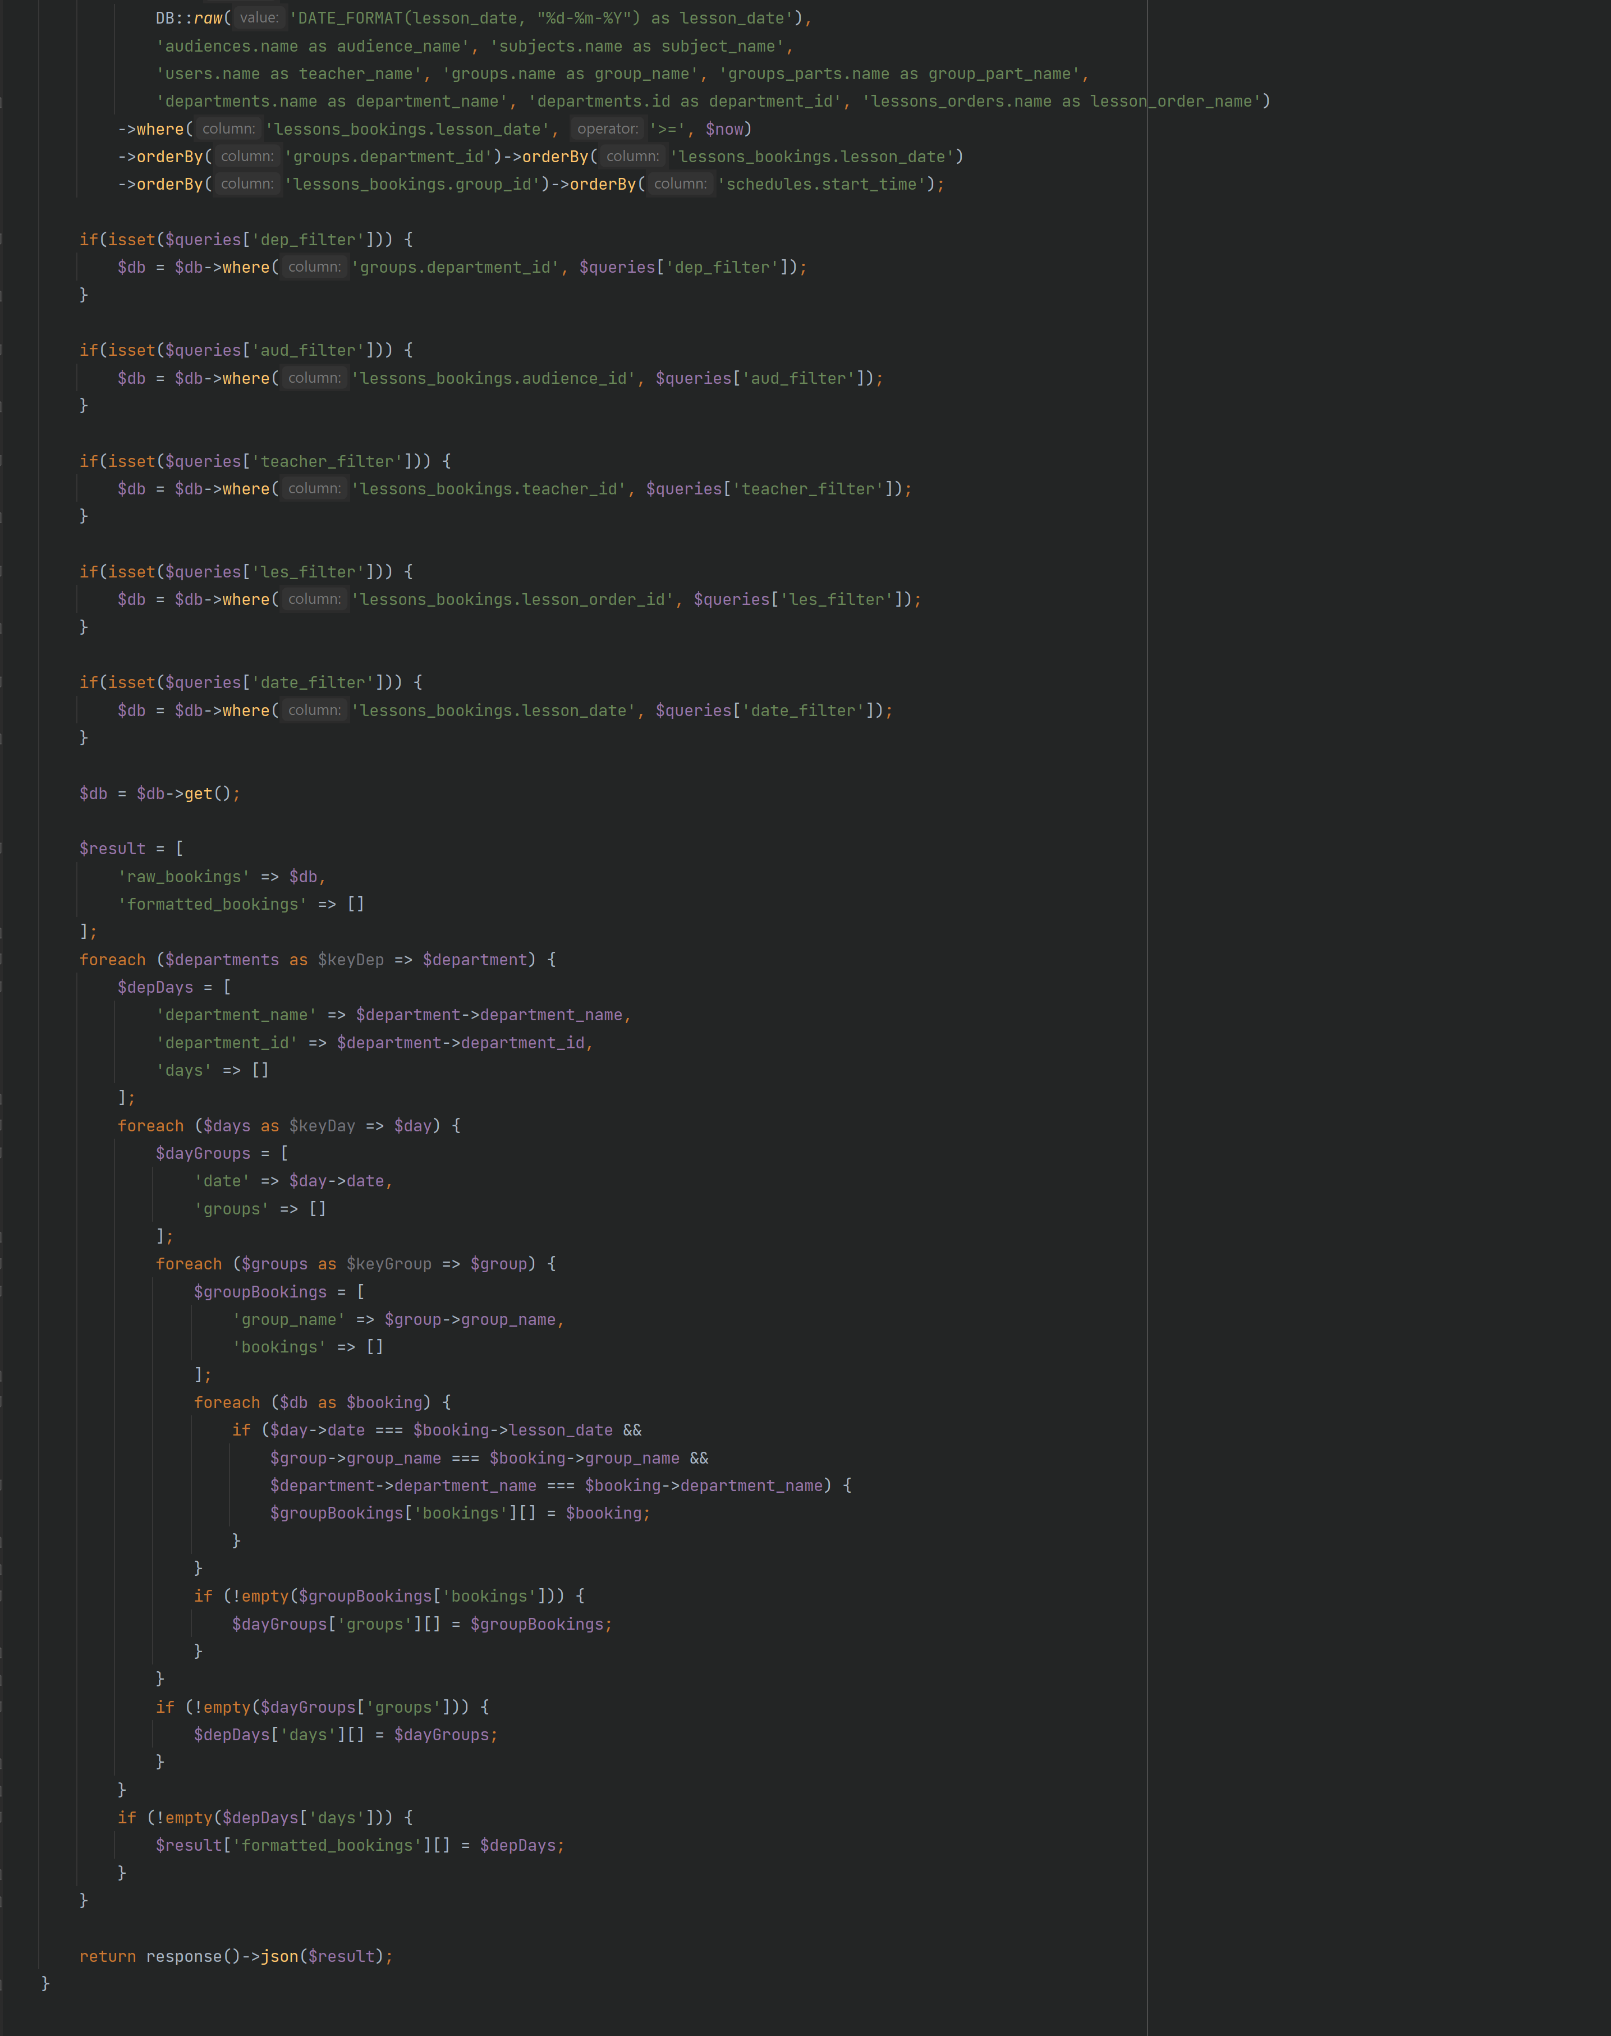 DB::raw( value: 'DATE_FORMAT(lesson_date, "%d-%m-%Y") as lesson_date'),
'audiences.name as audience_name', 'subjects.name as subject_name',
'users.name as teacher_name', 'groups.name as group_name', 'groups_parts.name as group_part_name',
'departments.name as department_name', 'departments.id as department_id', 'lessons_orders.name as lesson_order_name')
->where( column: 'lessons_bookings.lesson_date', operator: '>=', $now)
->orderBy( column: 'groups.department_id')->orderBy( column: 'lessons_bookings.lesson_date')
->orderBy( column: 'lessons_bookings.group_id')->orderBy( column: 'schedules.start_time');
if(isset($queries['dep_filter'])) {
$db = $db->where( column: 'groups.department_id', $queries['dep_filter']);
}
if(isset($queries['aud_filter'])) {
$db = $db->where( column: 'lessons_bookings.audience_id', $queries['aud_filter']);
}
if(isset($queries['teacher_filter'])) {
$db = $db->where( column: 'lessons_bookings.teacher_id', $queries['teacher_filter']);
}
if(isset($queries['les_filter'])) {
$db = $db->where( column: 'lessons_bookings.lesson_order_id', $queries['les_filter']);
}
if(isset($queries['date_filter'])) {
$db = $db->where( column: 'lessons_bookings.lesson_date', $queries['date_filter']);
}
$db = $db->get();
$result = [
'raw_bookings' => $db,
'formatted_bookings' => []
];
foreach ($departments as $keyDep => $department) {
$depDays = [
'department_name' => $department->department_name,
'department_id' => $department->department_id,
'days' => []
];
foreach ($days as $keyDay => $day) {
$dayGroups = [
'date' => $day->date,
'groups' => []
];
foreach ($groups as $keyGroup => $group) {
$groupBookings = [
'group_name' => $group->group_name,
'bookings' => []
];
foreach ($db as $booking) {
if ($day->date === $booking->lesson_date &&
$group->group_name === $booking->group_name &&
$department->department_name === $booking->department_name) {
$groupBookings['bookings'][] = $booking;
}
}
if (!empty($groupBookings['bookings'])) {
$dayGroups['groups'][] = $groupBookings;
}
}
if (!empty($dayGroups['groups'])) {
$depDays['days'][] = $dayGroups;
}
}
if (!empty($depDays['days'])) {
$result['formatted_bookings'][] = $depDays;
}
}
return response()->json($result);
}